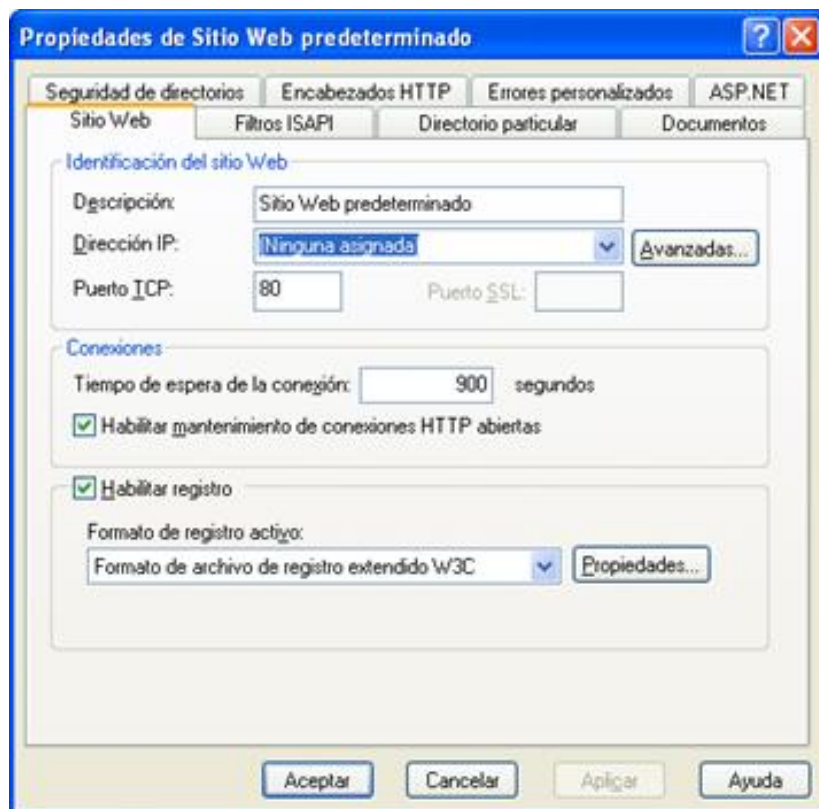 Propiedades de Sitio Web predeterminado
Seguridad de directorios Encabezados HTTP Errores personalizados ASP.NET
Sitio Web Filtros ISAPI Directorio particular Documentos
Identificación del sitio Web
Descripción: Sitio Web predeterminado
Dirección IP: (Ninguna asignada) Avanzadas...
Puerto TCP: 80 Puerto SSL:
Conexiones
Tiempo de espera de la conexión: 900 segundos
Habilitar mantenimiento de conexiones HTTP abiertas
Habilitar registro
Formato de registro activo:
Formato de archivo de registro extendido W3C Propiedades...
Aceptar Cancelar Aplicar Ayuda